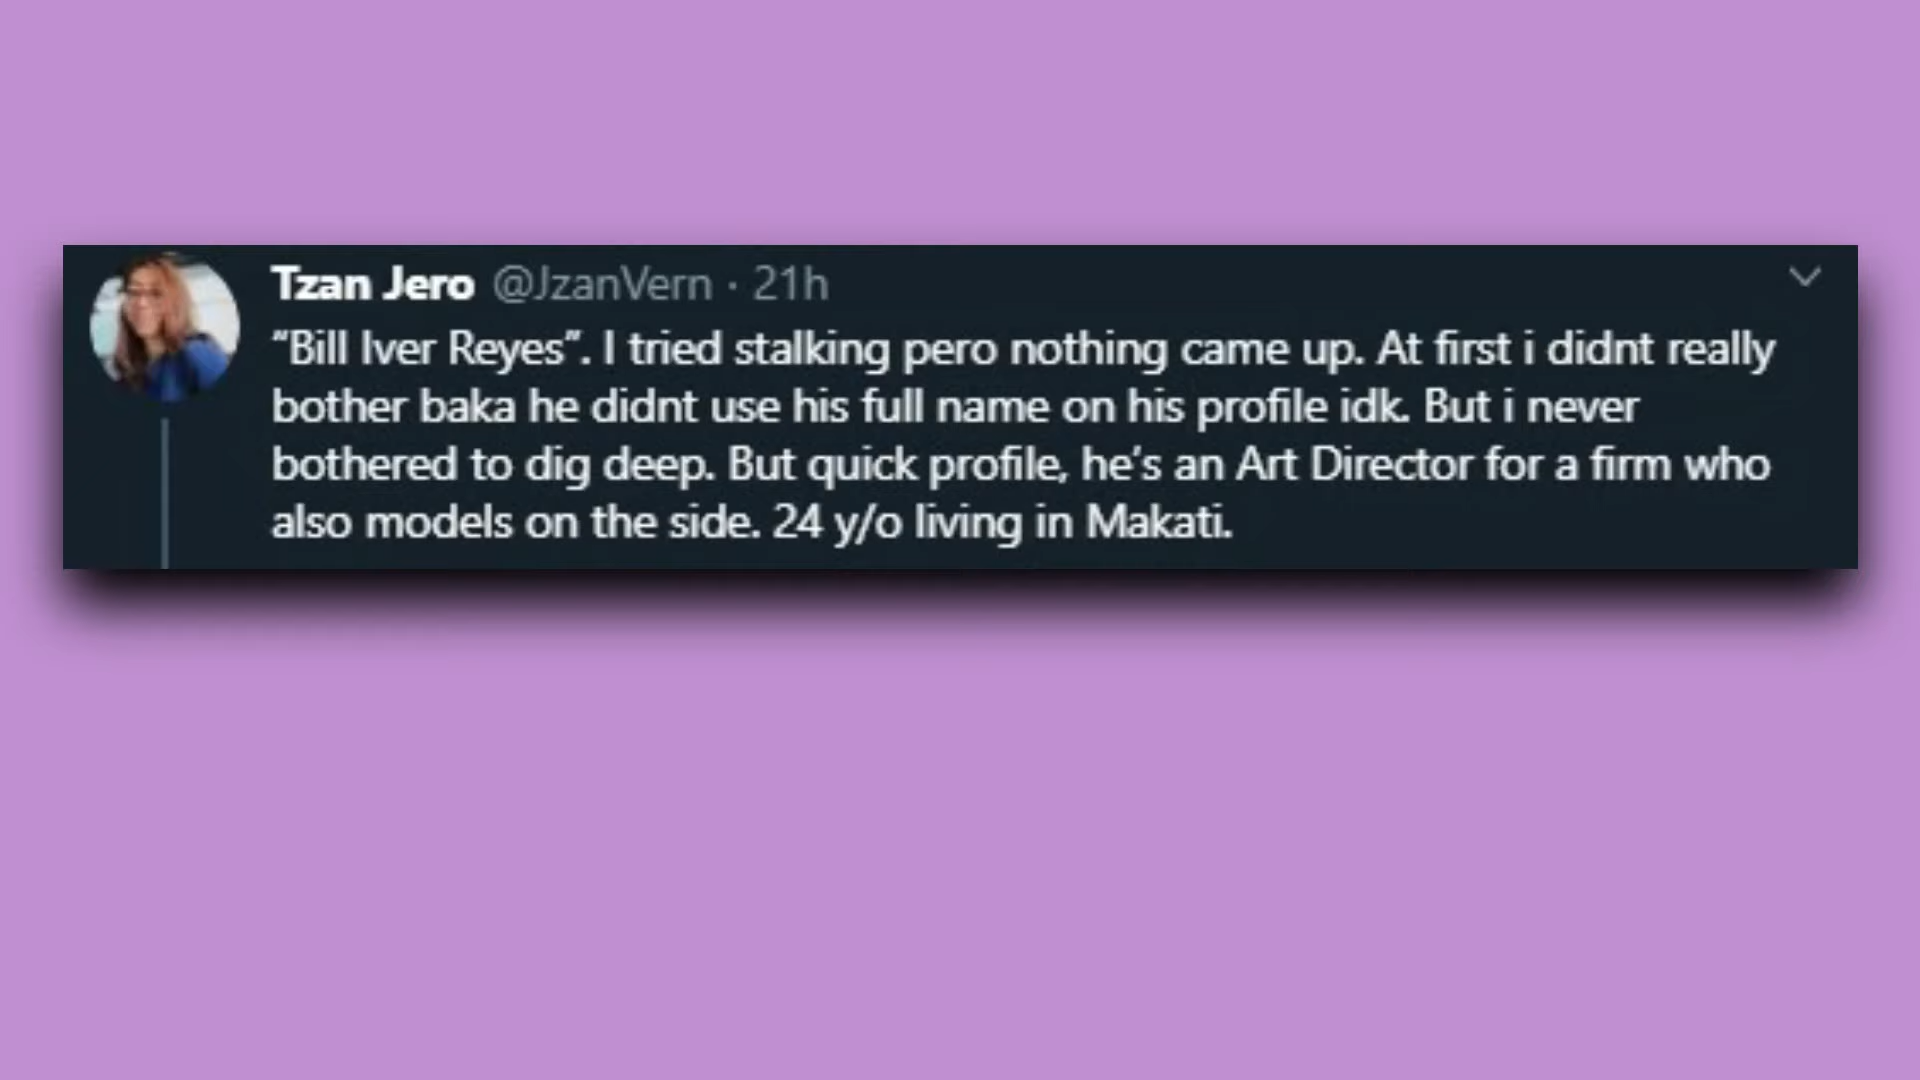 Tzan Jero @JzanVern · 21h
“Bill Iver Reyes”. I tried stalking pero nothing came up. At first i didnt really
bother baka he didnt use his full name on his profile idk. But i never
bothered to dig deep. But quick profile, he’s an Art Director for a firm who
also models on the side. 24 y/o living in Makati.